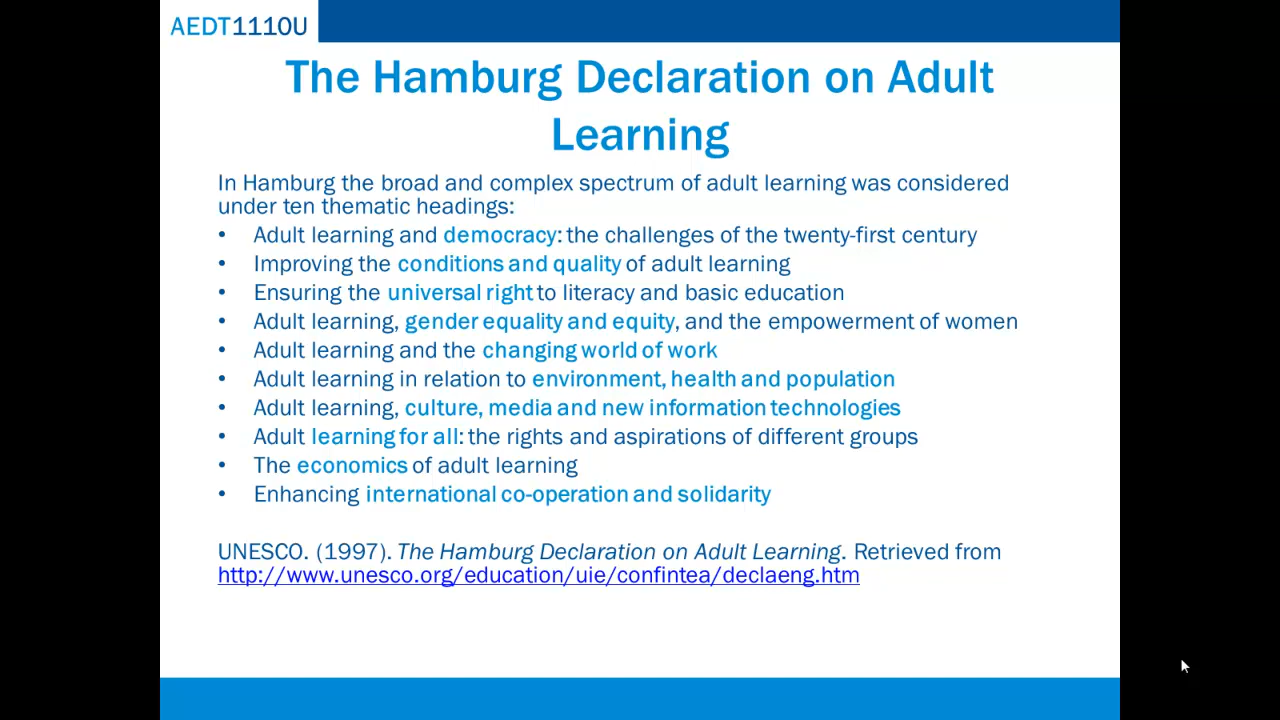 AEDT1110U
The Hamburg Declaration on Adult
Learning
In Hamburg the broad and complex spectrum of adult learning was considered
under ten thematic headings:
• Adult learning and democracy: the challenges of the twenty-first century
• Improving the conditions and quality of adult learning
• Ensuring the universal right to literacy and basic education
• Adult learning, gender equality and equity, and the empowerment of women
• Adult learning and the changing world of work
• Adult learning in relation to environment, health and population
• Adult learning, culture, media and new information technologies
• Adult learning for all: the rights and aspirations of different groups
• The economics of adult learning
• Enhancing international co-operation and solidarity
UNESCO. (1997). The Hamburg Declaration on Adult Learning. Retrieved from
http://www.unesco.org/education/uie/confintea/declaeng.htm